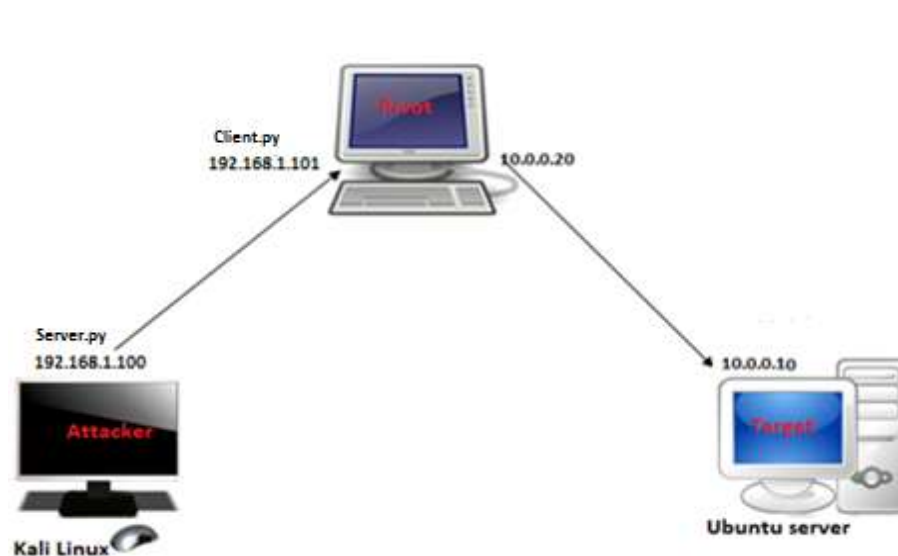 Pivot
Client.py
192.168.1.101
10.0.0.20
Server.py
192.168.1.100
10.0.0.10
Attacker
Target
Kali Linux
Ubuntu server